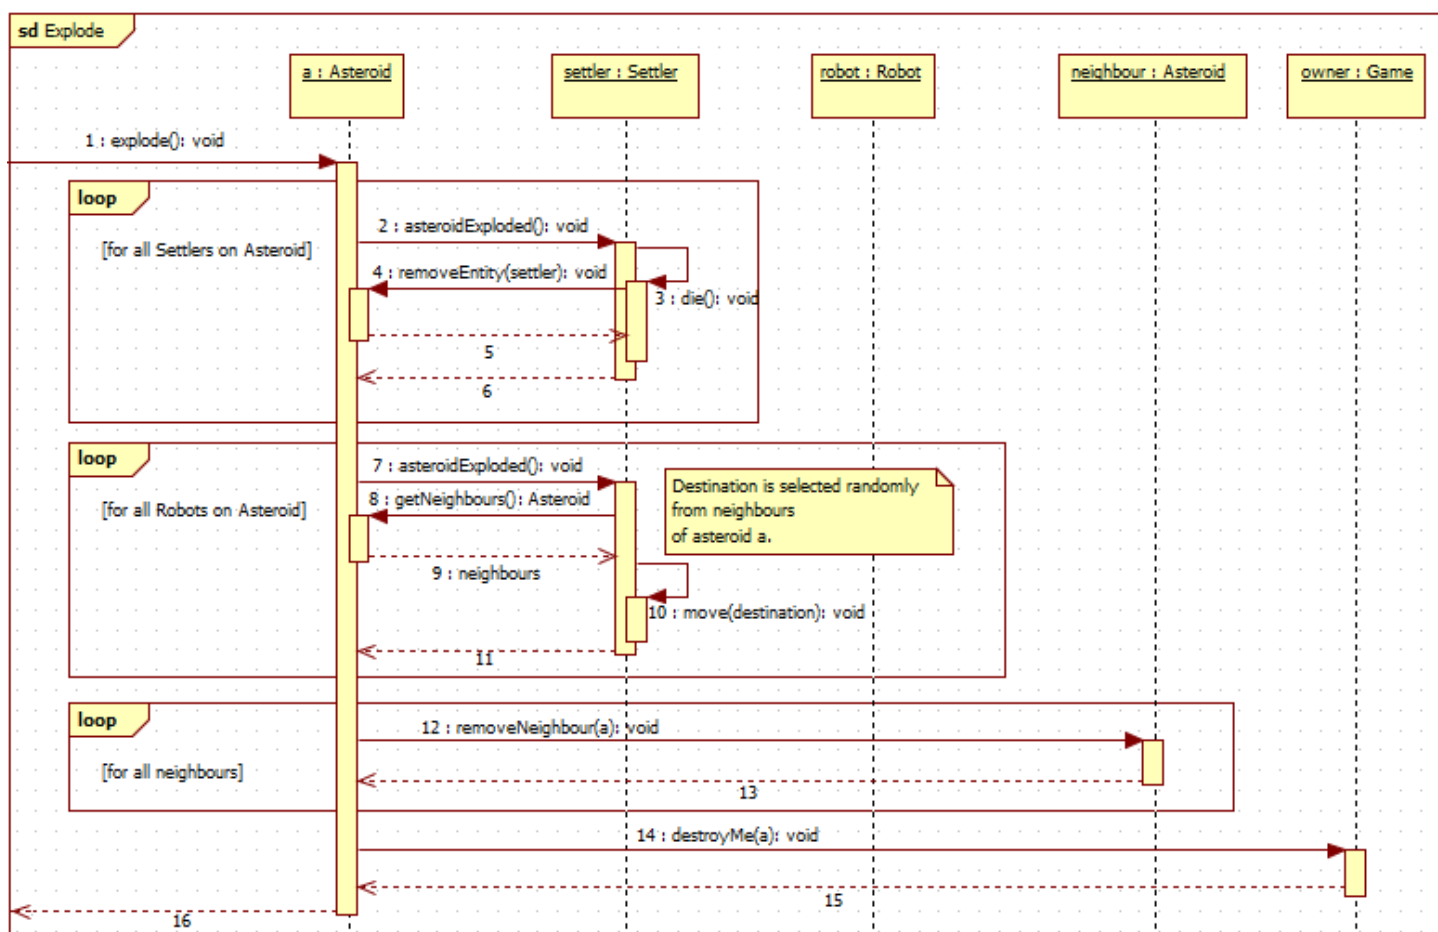 sd Explode
a : Asteroid
settler : Settler
robot : Robot
neighbour : Asteroid
owner : Game
1 : explode(): void
loop
[for all Settlers on Asteroid]
2 : asteroidExploded(): void
4 : removeEntity(settler): void
3 : die(): void
5
6
loop
[for all Robots on Asteroid]
7 : asteroidExploded(): void
8 : getNeighbours(): Asteroid
Destination is selected randomly
from neighbours
of asteroid a.
9 : neighbours
10 : move(destination): void
11
loop
[for all neighbours]
12 : removeNeighbour(a): void
13
14 : destroyMe(a): void
15
16